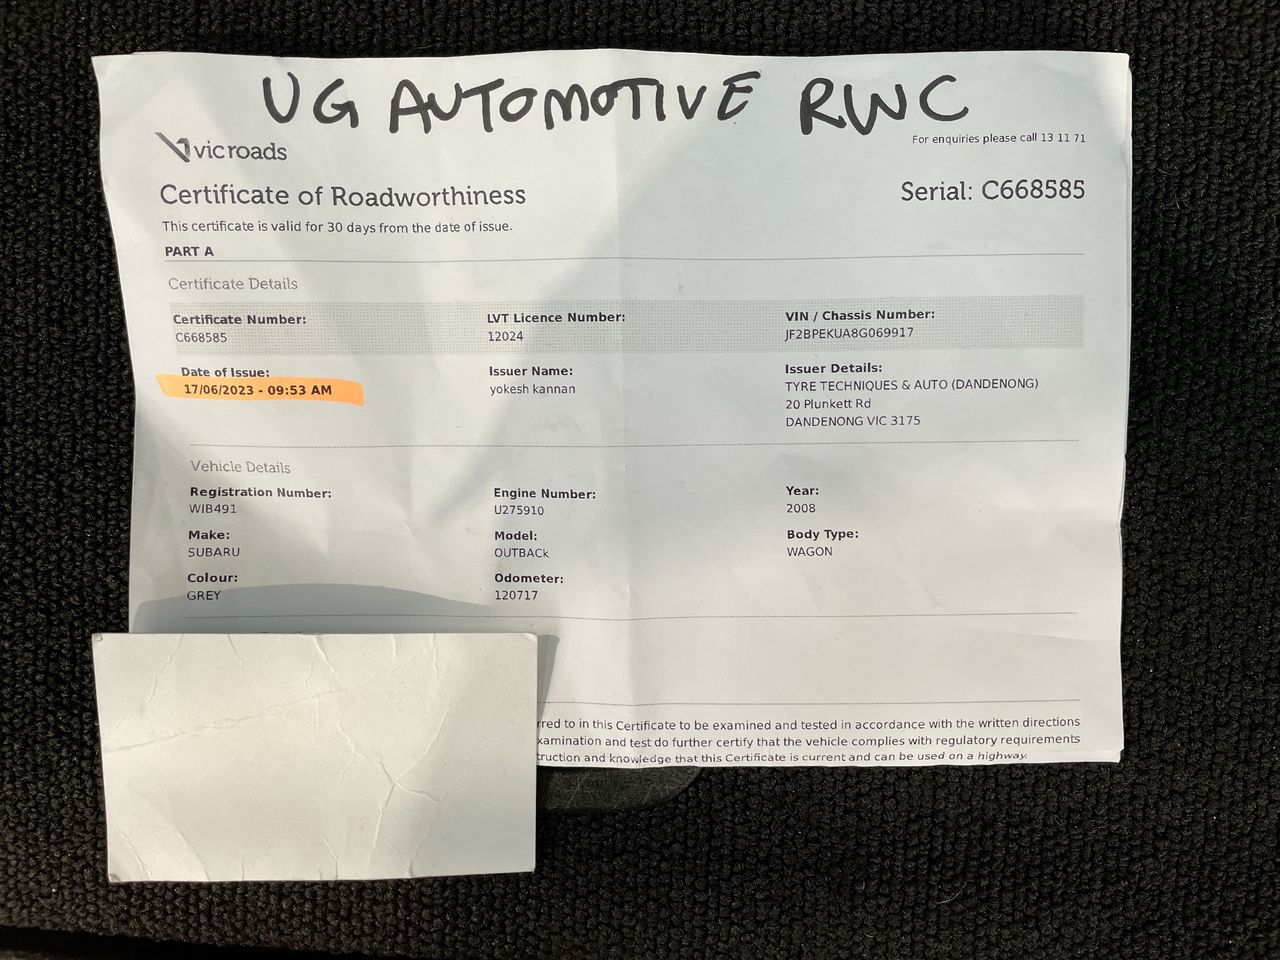 UG AUTOMOTIVE RWC
vicroads
For enquiries please call 13 11 71
Certificate of Roadworthiness
Serial: C668585
This certificate is valid for 30 days from the date of issue.
PART A
Certificate Details
Certificate Number:
C668585
LVT Licence Number:
12024
VIN / Chassis Number:
JF2BPEKUA8G069917
Date of Issue:
17/06/2023 - 09:53 AM
Issuer Name:
yokesh kannan
Issuer Details:
TYRE TECHNIQUES & AUTO (DANDENONG)
20 Plunkett Rd
DANDENONG VIC 3175
Vehicle Details
Registration Number:
WIB491
Engine Number:
U275910
Year:
2008
Make:
SUBARU
Model:
OUTBACk
Body Type:
WAGON
Colour:
GREY
Odometer:
120717
rred to in this Certificate to be examined and tested in accordance with the written directions
xamination and test do further certify that the vehicle complies with regulatory requirements
truction and knowledge that this Certificate is current and can be used on a highway.